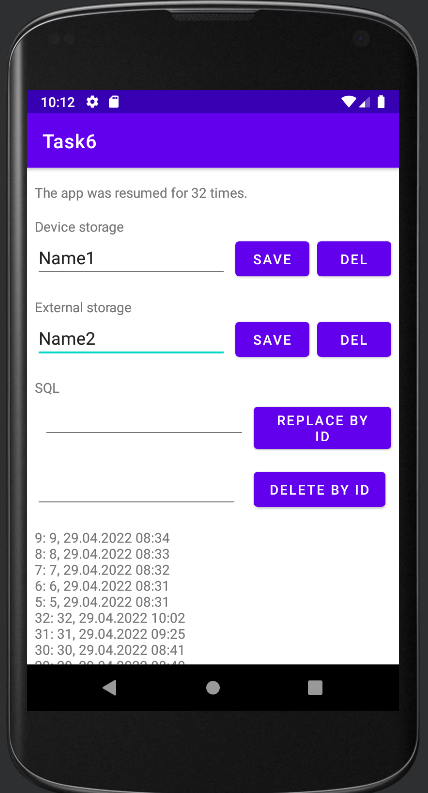 10:12
Task6
The app was resumed for 32 times.
Device storage
Name1 SAVE DEL
External storage
Name2 SAVE DEL
SQL
REPLACE BY
ID
DELETE BY ID
9: 9, 29.04.2022 08:34
8: 8, 29.04.2022 08:33
7: 7, 29.04.2022 08:32
6: 6, 29.04.2022 08:31
5: 5, 29.04.2022 08:31
32: 32, 29.04.2022 10:02
31: 31, 29.04.2022 09:25
30: 30, 29.04.2022 08:41